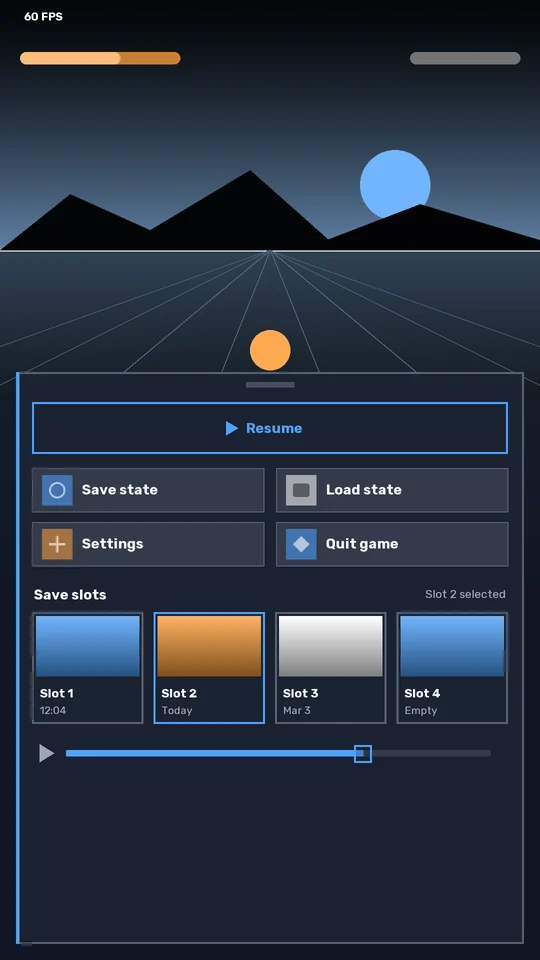 60 FPS
Resume
Save state
Load state
Settings
Quit game
Save slots
Slot 2 selected
Slot 1
12:04
Slot 2
Today
Slot 3
Mar 3
Slot 4
Empty